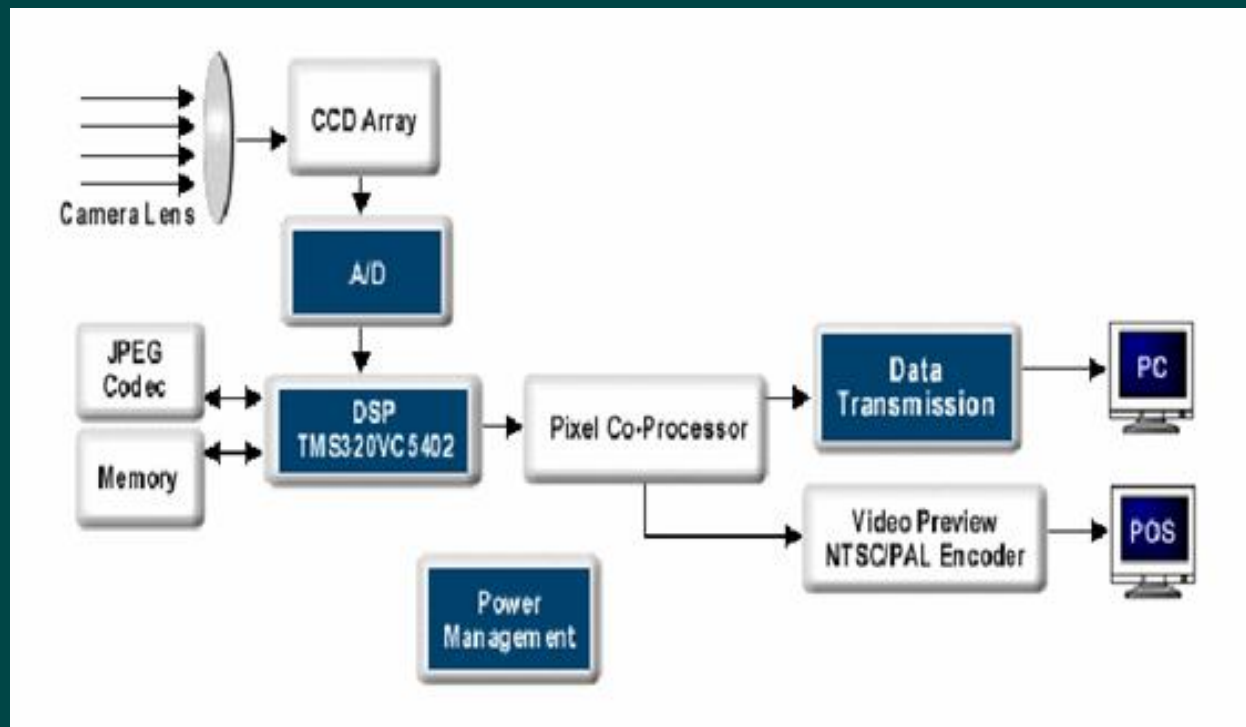 CCD Array
Camera Lens
A/D
JPEG
Codec
DSP
TMS320VC5402
Memory
Pixel Co-Processor
Data
Transmission
PC
Video Preview
NTSC/PAL Encoder
POS
Power
Management